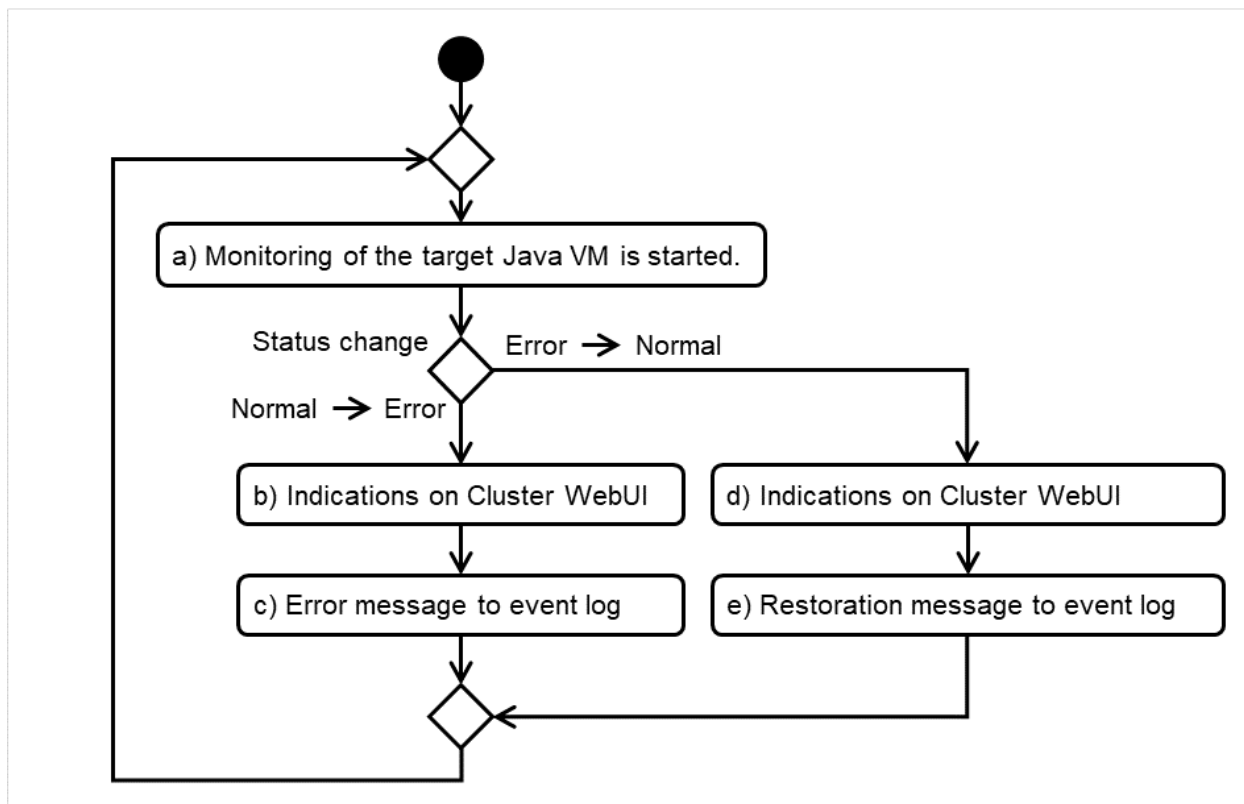 a) Monitoring of the target Java VM is started.
Status change
Error → Normal
Normal → Error
b) Indications on Cluster WebUI
d) Indications on Cluster WebUI
c) Error message to event log
e) Restoration message to event log